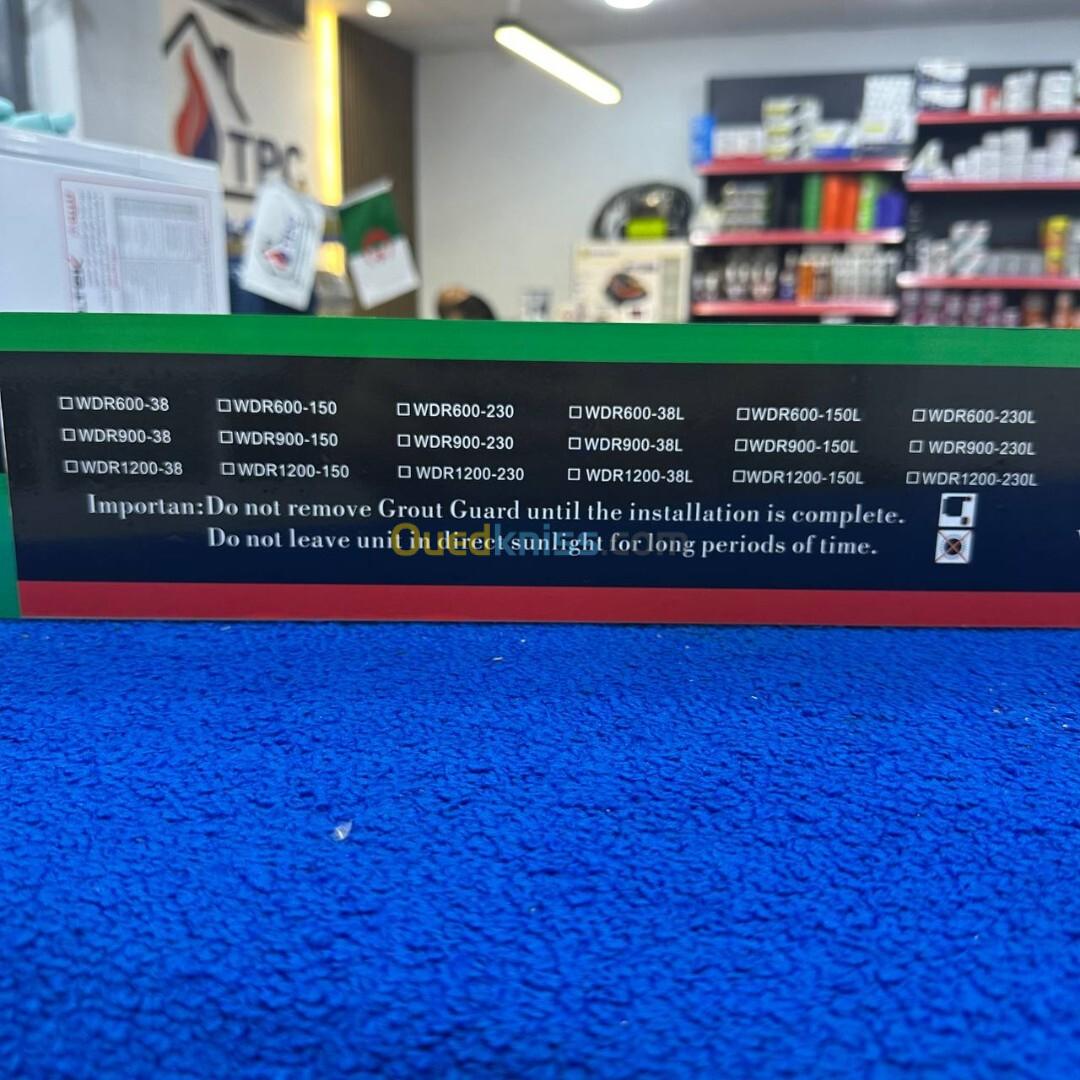 TPC
☐WDR600-38 ☐WDR600-150 ☐WDR600-230 ☐WDR600-38L ☐WDR600-150L ☐WDR600-230L
☐WDR900-38 ☐WDR900-150 ☐WDR900-230 ☐WDR900-38L ☐WDR900-150L ☐WDR900-230L
☐WDR1200-38 ☐WDR1200-150 ☐WDR1200-230 ☐WDR1200-38L ☐WDR1200-150L ☐WDR1200-230L
Importan:Do not remove Grout Guard until the installation is complete.
Do not leave unit in direct sunlight for long periods of time.
Ouedkniss.com